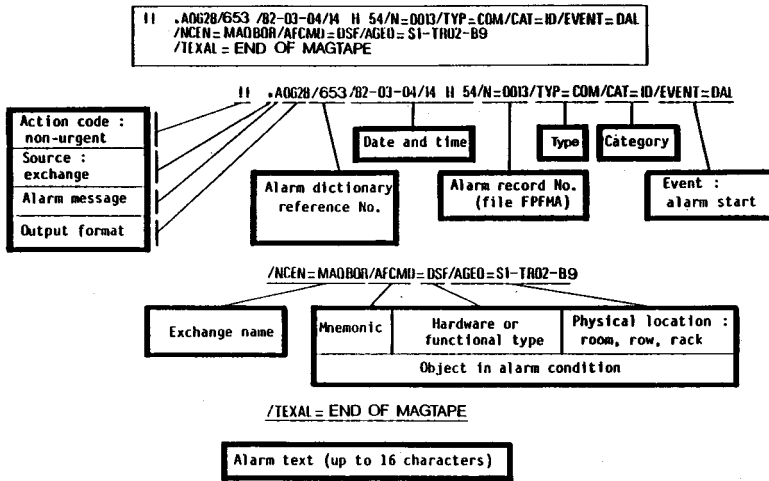 !! .A0G28/653 /82-03-04/14 H 54/N=0013/TYP=COM/CAT=ID/EVENT=DAL
/NCEN=MAQBOR/AFCMD=DSF/AGEO=S1-TR02-B9
/TEXAL=END OF MAGTAPE
!! .A0G28/653 /82-03-04/14 H 54/N=0013/TYP=COM/CAT=ID/EVENT=DAL
Action code :
non-urgent
Source :
exchange
Alarm message
Output format
Date and time
Type
Category
Alarm dictionary
reference No.
Alarm record No.
(file FPFMA)
Event :
alarm start
/NCEN=MAQBOR/AFCMD=DSF/AGEO=S1-TR02-B9
Exchange name
Mnemonic
Hardware or
functional type
Physical location :
room, row, rack
Object in alarm condition
/TEXAL=END OF MAGTAPE
Alarm text (up to 16 characters)